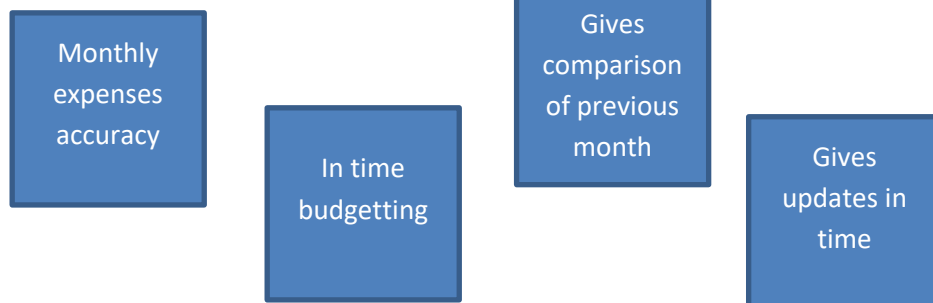 Monthly
expenses
accuracy
In time
budgetting
Gives
comparison
of previous
month
Gives
updates in
time